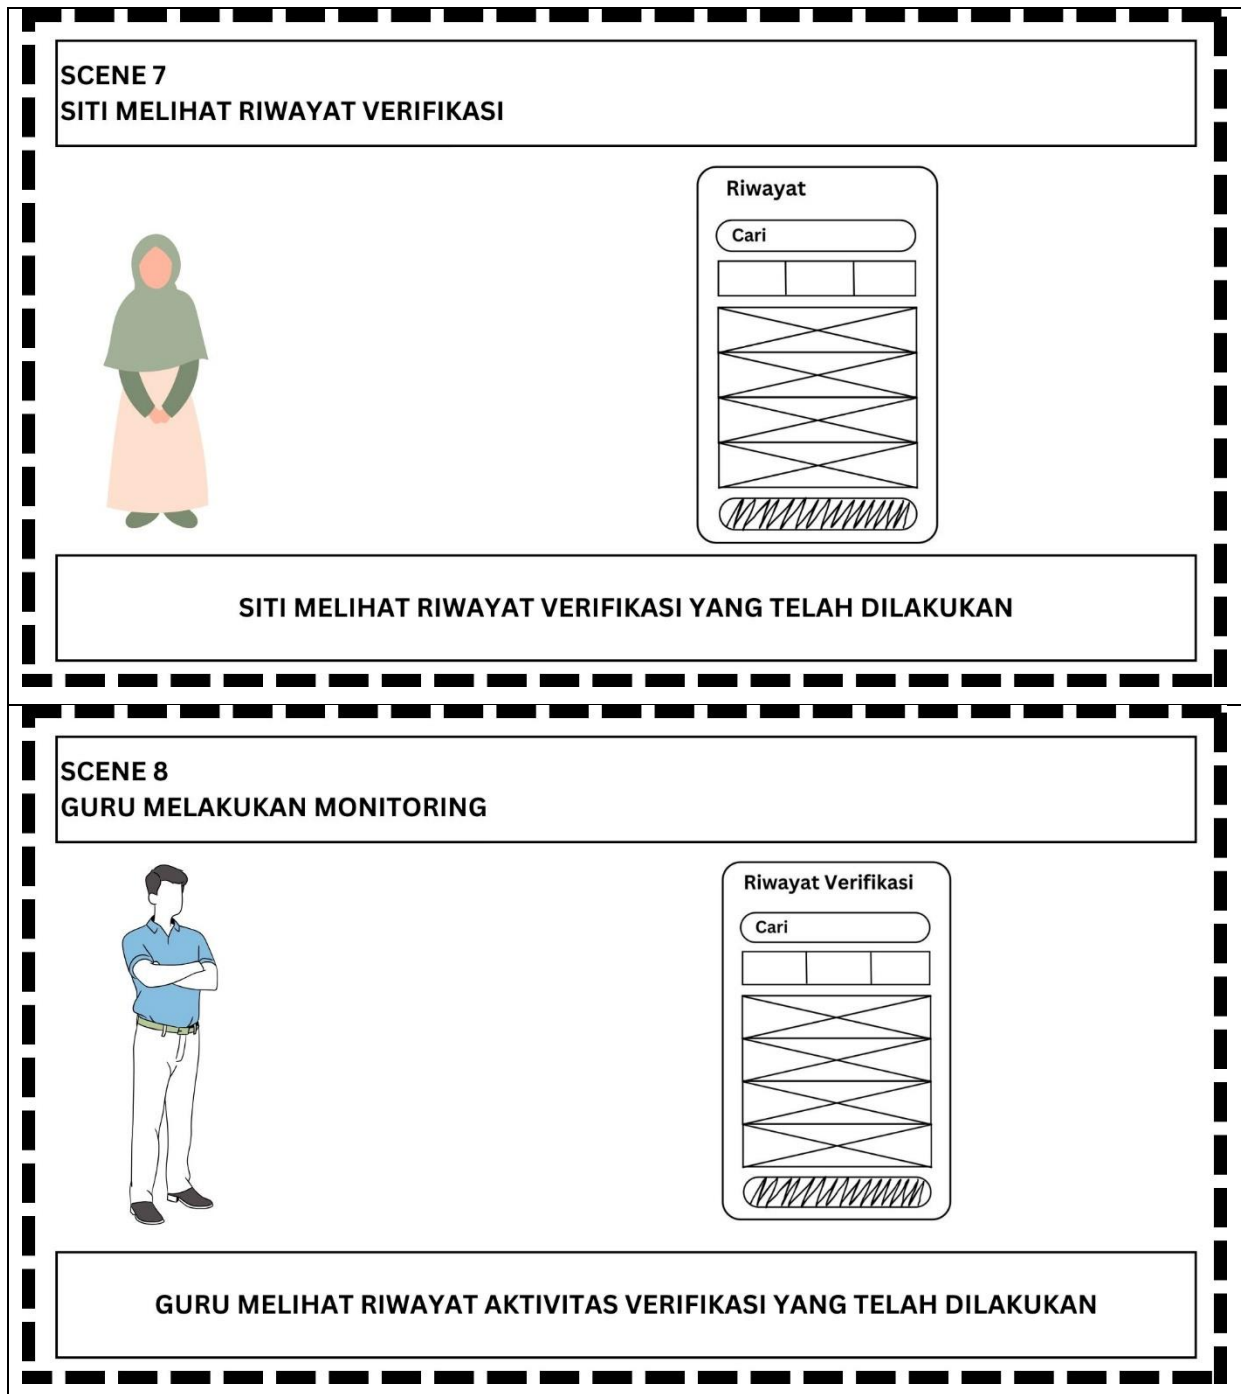 SCENE 7
SITI MELIHAT RIWAYAT VERIFIKASI
Riwayat
Cari
SITI MELIHAT RIWAYAT VERIFIKASI YANG TELAH DILAKUKAN
SCENE 8
GURU MELAKUKAN MONITORING
Riwayat Verifikasi
Cari
GURU MELIHAT RIWAYAT AKTIVITAS VERIFIKASI YANG TELAH DILAKUKAN